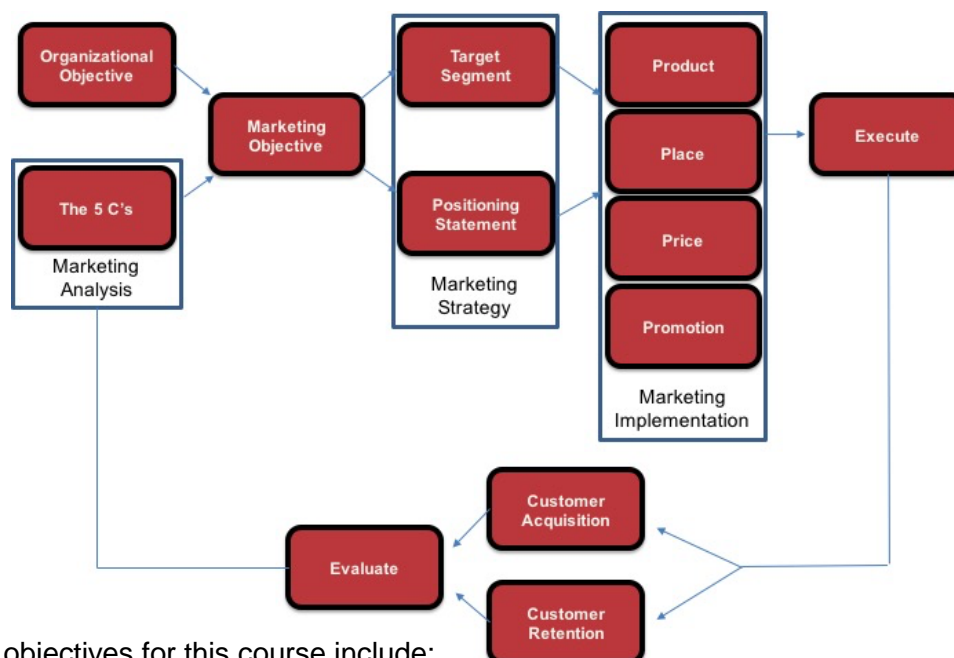 Organizational
Objective
The 5 C's
Marketing
Analysis
Marketing
Objective
Target
Segment
Positioning
Statement
Marketing
Strategy
Product
Place
Price
Promotion
Marketing
Implementation
Execute
Customer
Acquisition
Customer
Retention
Evaluate
objectives for this course include: